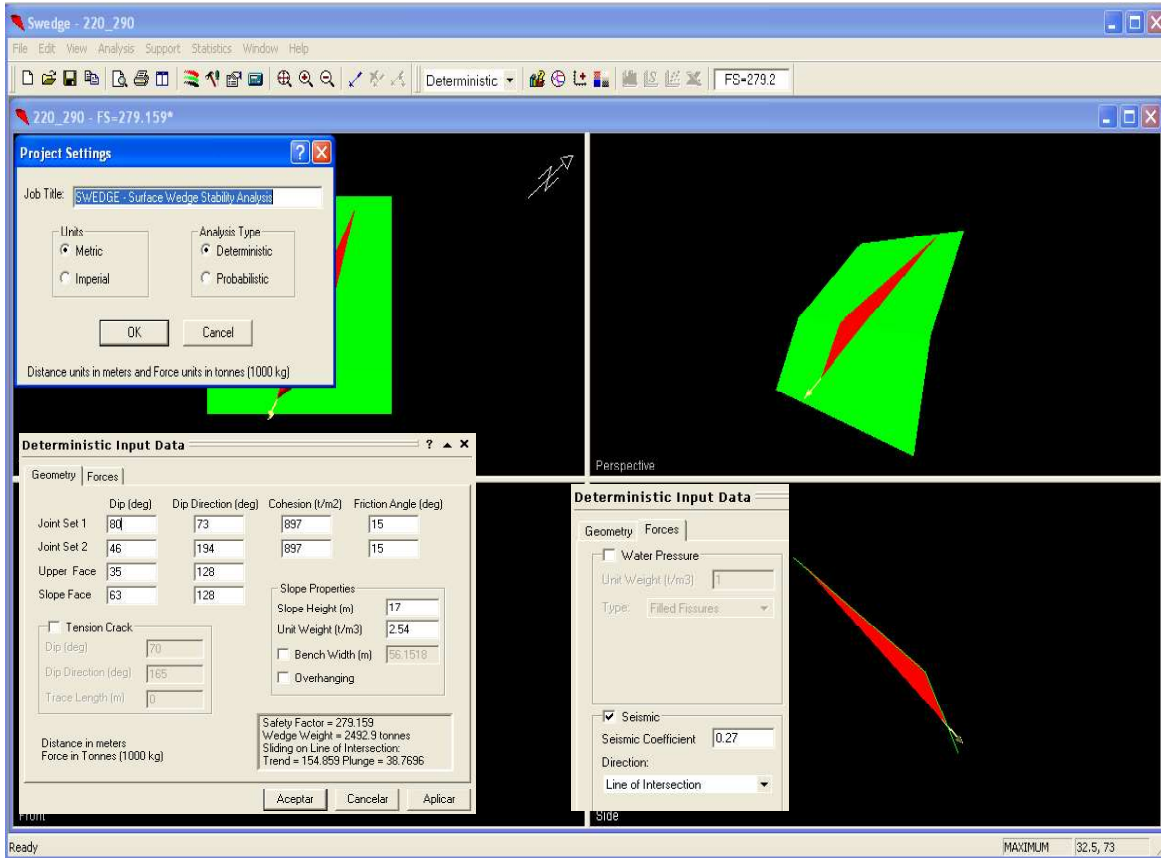 Swedge - 220_290
File Edit View Analysis Support Statistics Window Help
Deterministic FS=279.2
220_290 - FS=279.159*
Project Settings
Job Title: SWEDGE - Surface Wedge Stability Analysis
Units
Metric
Imperial
Analysis Type
Deterministic
Probabilistic
OK Cancel
Distance units in meters and Force units in tonnes (1000 kg)
N
Perspective
Deterministic Input Data
Geometry Forces
Dip (deg) Dip Direction (deg) Cohesion (t/m2) Friction Angle (deg)
Joint Set 1 80 73 897 15
Joint Set 2 46 194 897 15
Upper Face 35 128
Slope Face 63 128
Tension Crack
Dip (deg) 70
Dip Direction (deg) 165
Trace Length (m) 0
Slope Properties
Slope Height (m) 17
Unit Weight (t/m3) 2.54
Bench Width (m) 56.1518
Overhanging
Distance in meters
Force in Tonnes (1000 kg)
Safety Factor = 279.159
Wedge Weight = 2492.9 tonnes
Sliding on Line of Intersection:
Trend = 154.859 Plunge = 38.7696
Aceptar Cancelar Aplicar
Front
Deterministic Input Data
Geometry Forces
Water Pressure
Unit Weight (t/m3) 1
Type: Filled Fissures
Seismic
Seismic Coefficient 0.27
Direction:
Line of Intersection
Side
Ready MAXIMUM 32.5, 73